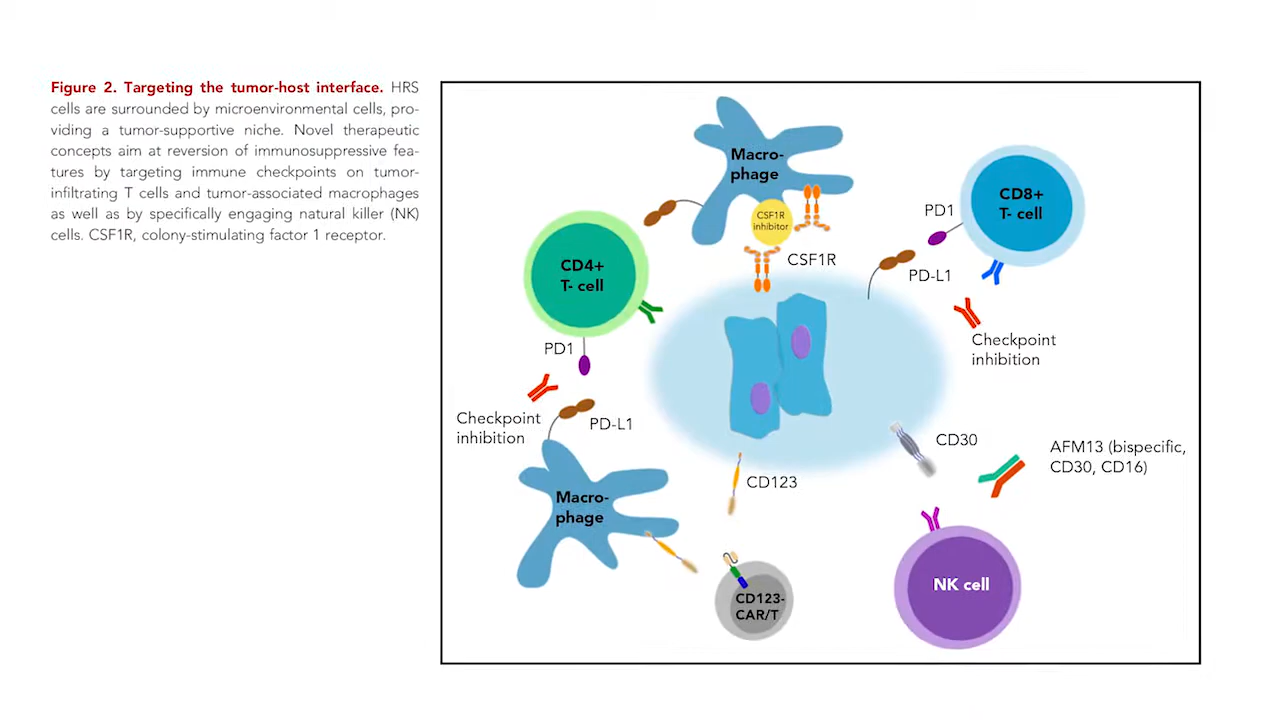 Figure 2. Targeting the tumor-host interface. HRS
cells are surrounded by microenvironmental cells, pro-
viding a tumor-supportive niche. Novel therapeutic
concepts aim at reversion of immunosuppressive fea-
tures by targeting immune checkpoints on tumor-
infiltrating T cells and tumor-associated macrophages
as well as by specifically engaging natural killer (NK)
cells. CSF1R, colony-stimulating factor 1 receptor.
Macro-
phage
CSF1R
inhibitor
CSF1R
CD8+
T- cell
PD1
PD-L1
Checkpoint
inhibition
CD4+
T- cell
PD1
Checkpoint
inhibition
PD-L1
Macro-
phage
CD123
CD123-
CAR/T
CD30
AFM13 (bispecific,
CD30, CD16)
NK cell